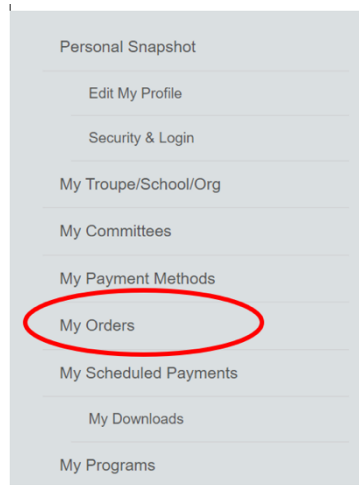 Personal Snapshot
Edit My Profile
Security & Login
My Troupe/School/Org
My Committees
My Payment Methods
My Orders
My Scheduled Payments
My Downloads
My Programs